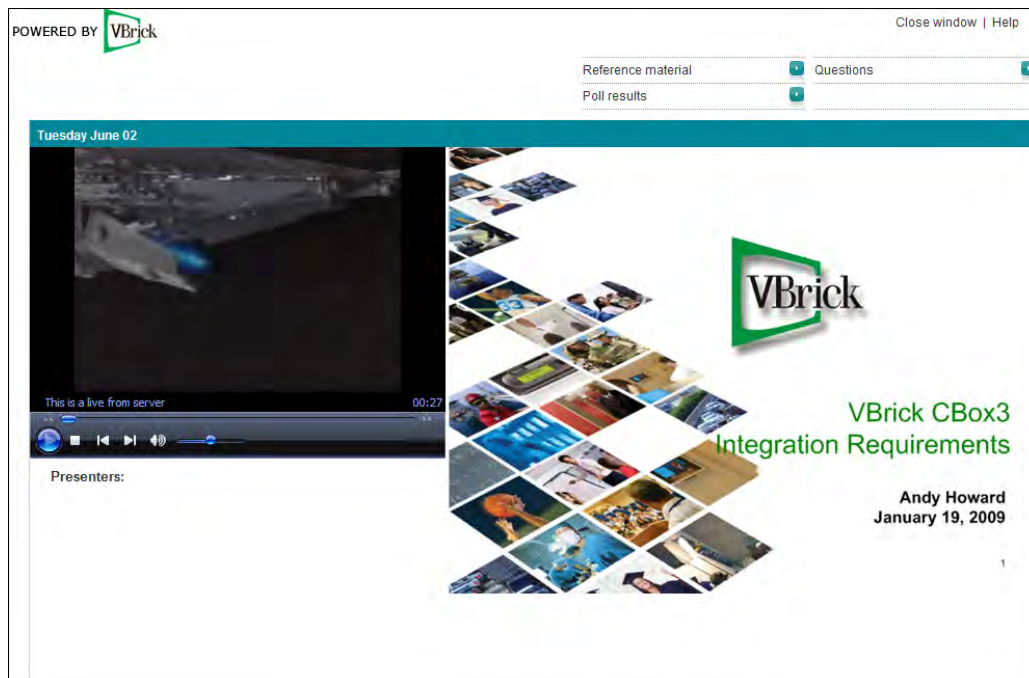 POWERED BY VBrick
Close window | Help
Reference material
Questions
Poll results
Tuesday June 02
This is a live from server
00:27
Presenters:
VBrick
VBrick CBox3
Integration Requirements
Andy Howard
January 19, 2009
1